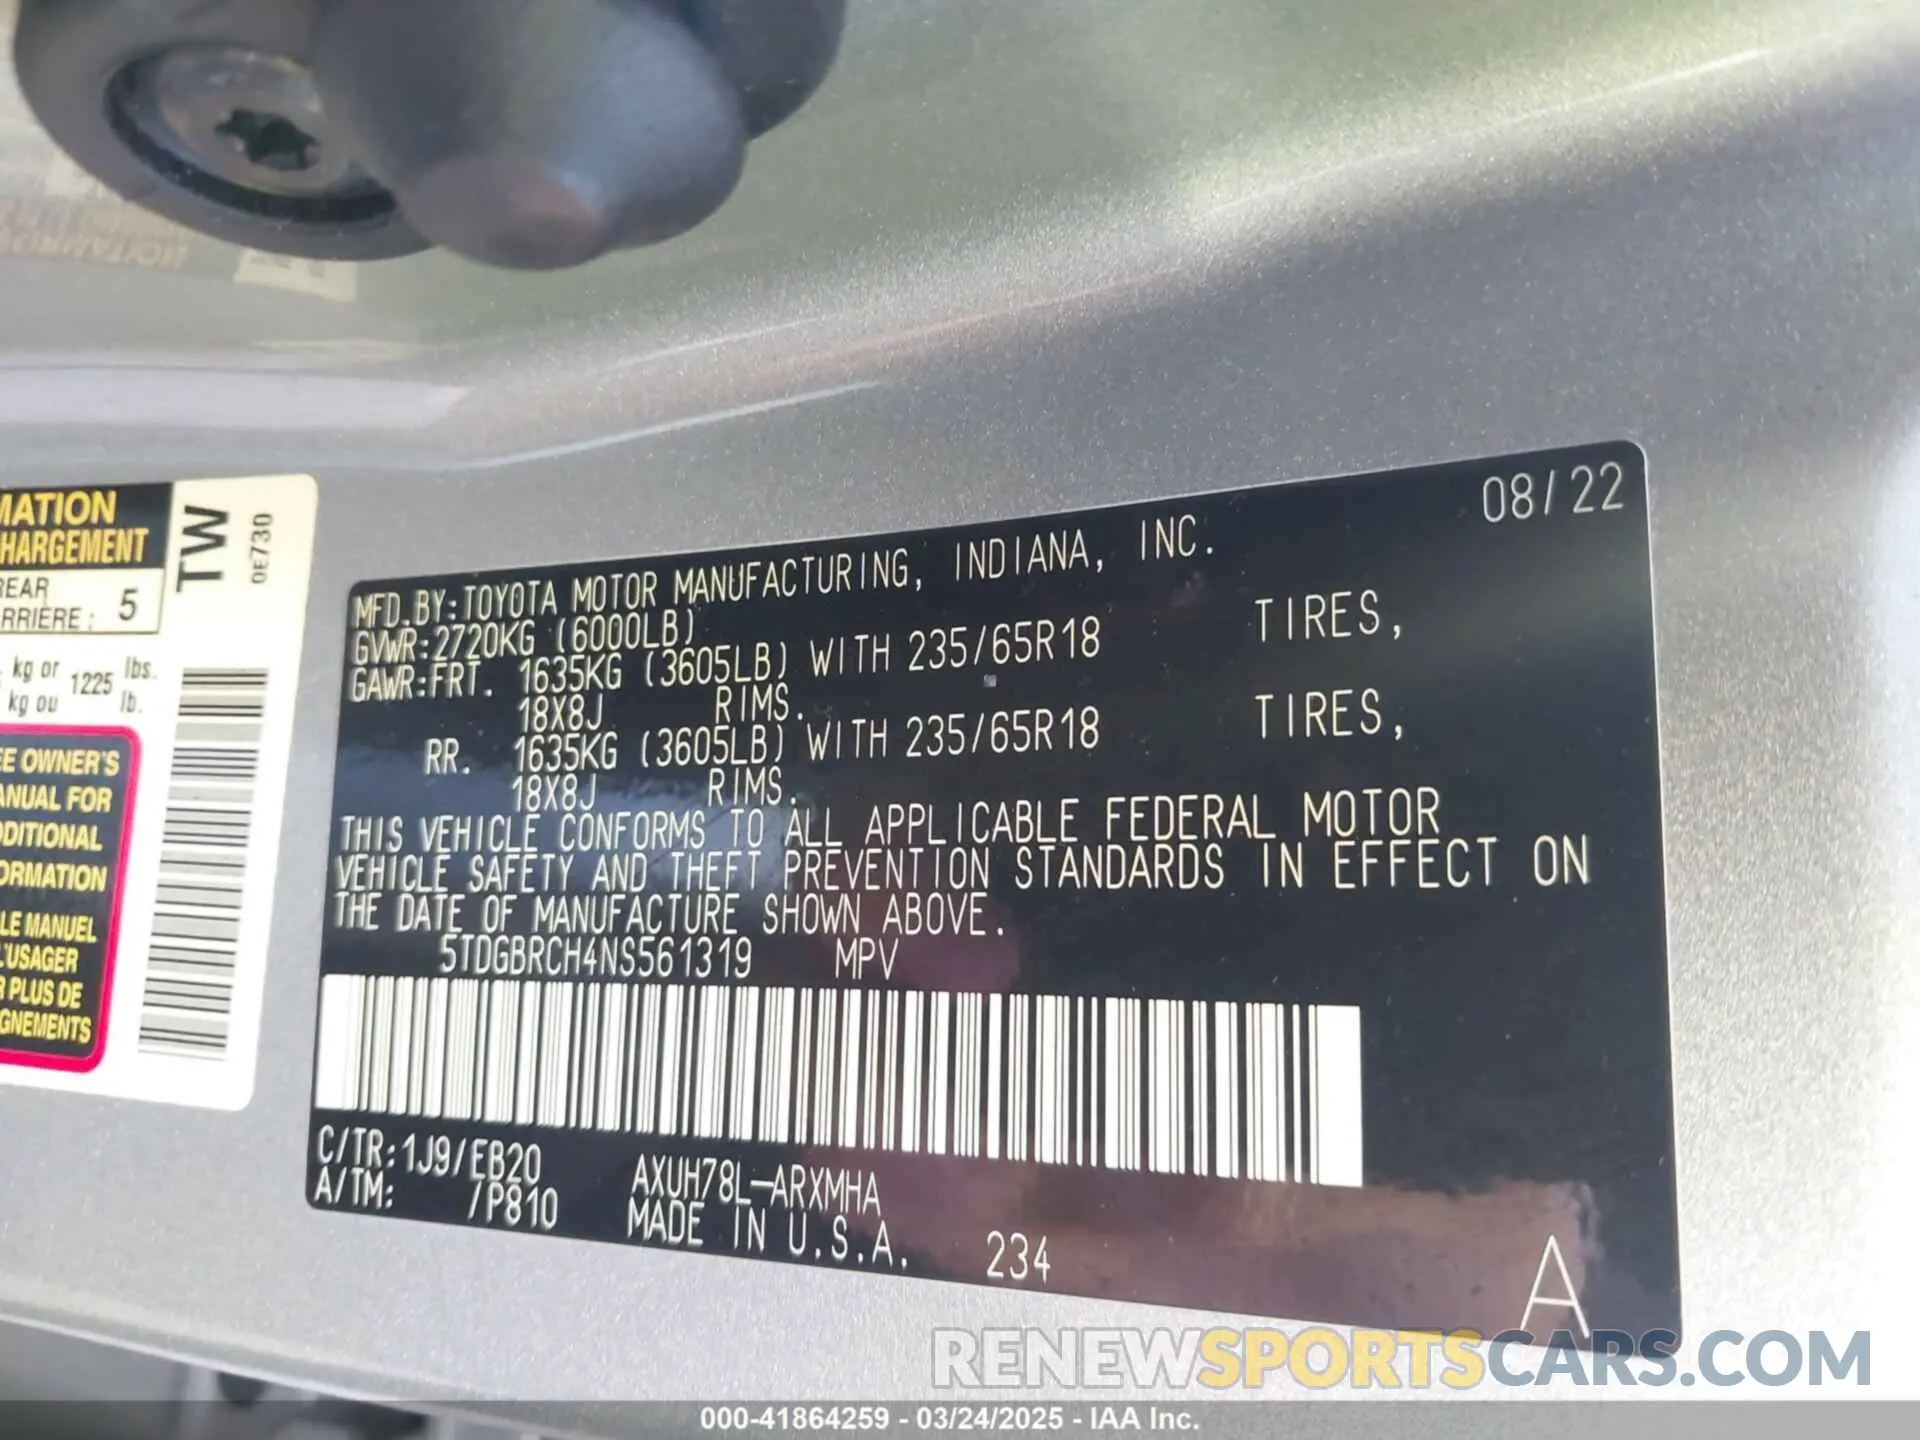 MATION
HARGEMENT
REAR
RRIÈRE : 5
kg or 1225 lbs.
kg ou lb.
EE OWNER'S
ANUAL FOR
DDITIONAL
ORMATION
LE MANUEL
L'USAGER
R PLUS DE
GNEMENTS
TW
0E730
08/22
MFD.BY:TOYOTA MOTOR MANUFACTURING, INDIANA, INC.
GVWR:2720KG (6000LB)
GAWR:FRT. 1635KG (3605LB) WITH 235/65R18 TIRES,
18X8J RIMS.
RR. 1635KG (3605LB) WITH 235/65R18 TIRES,
18X8J RIMS.
THIS VEHICLE CONFORMS TO ALL APPLICABLE FEDERAL MOTOR
VEHICLE SAFETY AND THEFT PREVENTION STANDARDS IN EFFECT ON
THE DATE OF MANUFACTURE SHOWN ABOVE.
5TDGBRCH4NS561319 MPV
C/TR:1J9/EB20 AXUH78L-ARXMHA
A/TM: /P810 MADE IN U.S.A. 234
A
RENEWSPORTSCARS.COM
000-41864259 - 03/24/2025 - IAA Inc.